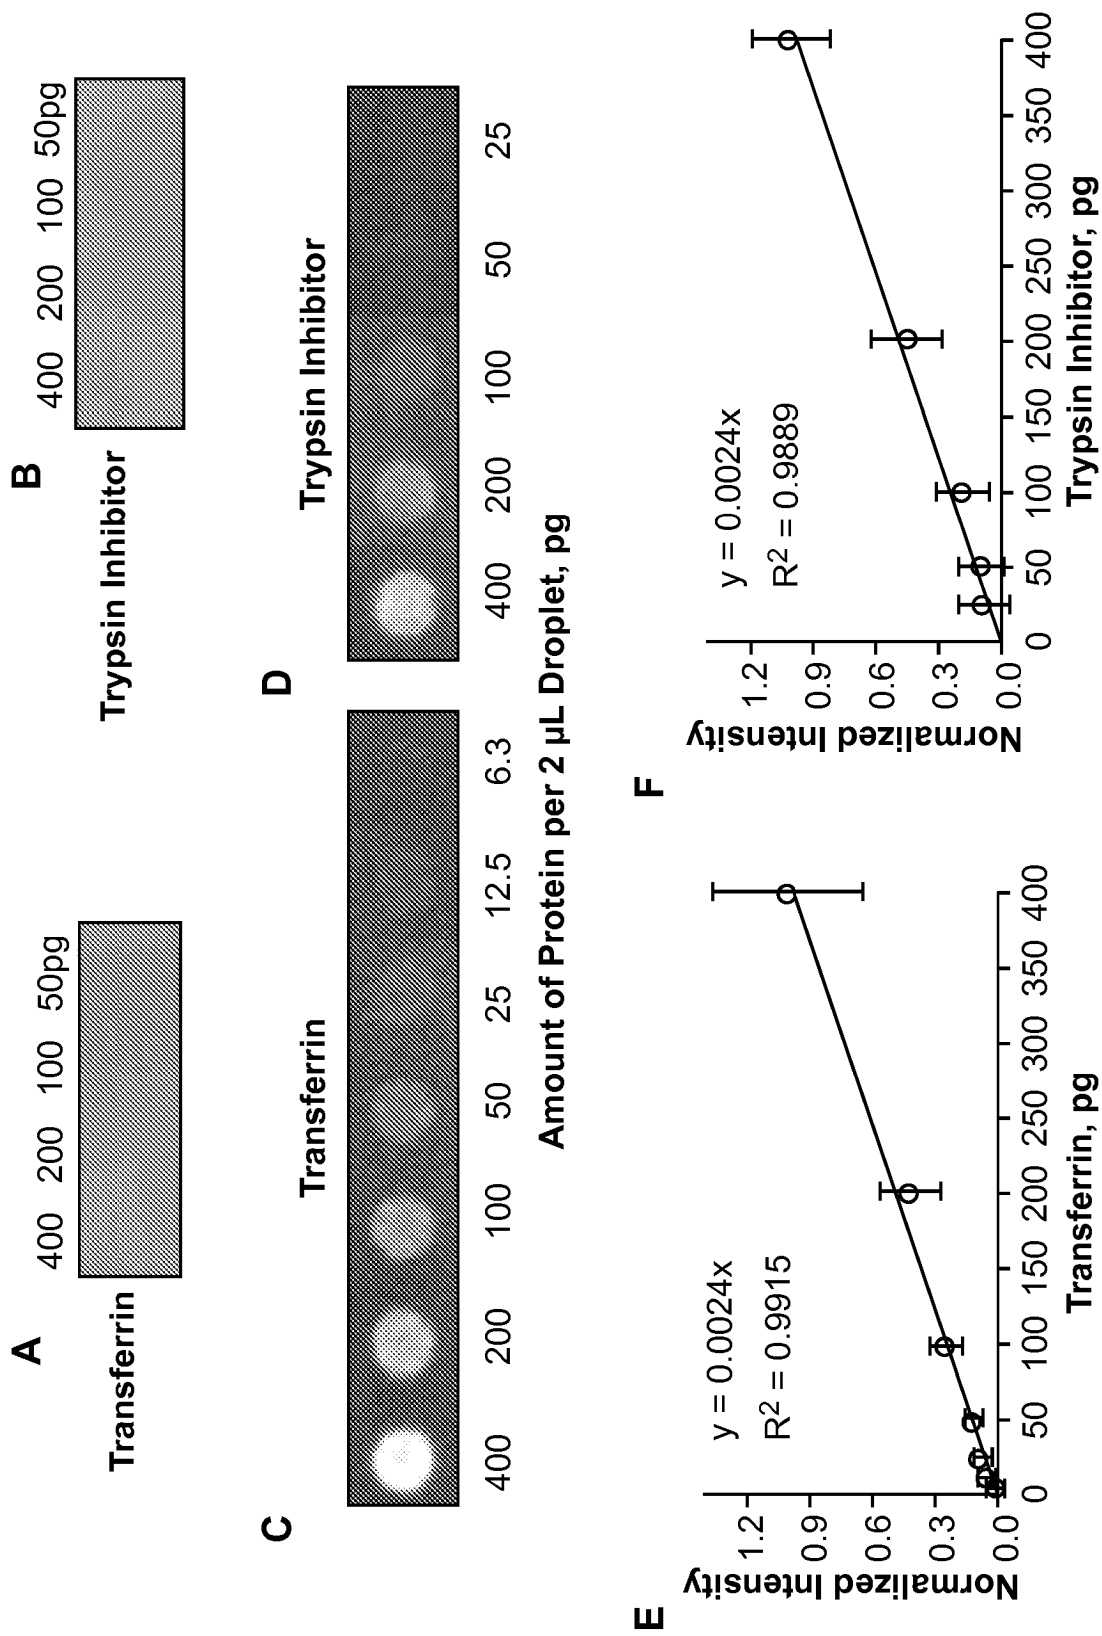 A
400 200 100 50pg
Transferrin
B
400 200 100 50pg
Trypsin Inhibitor
C
Transferrin
400 200 100 50 25 12.5 6.3
D
Trypsin Inhibitor
400 200 100 50 25
Amount of Protein per 2 µL Droplet, pg
E
Normalized Intensity
1.2
0.9
0.6
0.3
0.0
y = 0.0024x
R² = 0.9915
0 50 100 150 200 250 300 350 400
Transferrin, pg
F
Normalized Intensity
1.2
0.9
0.6
0.3
0.0
y = 0.0024x
R² = 0.9889
0 50 100 150 200 250 300 350 400
Trypsin Inhibitor, pg